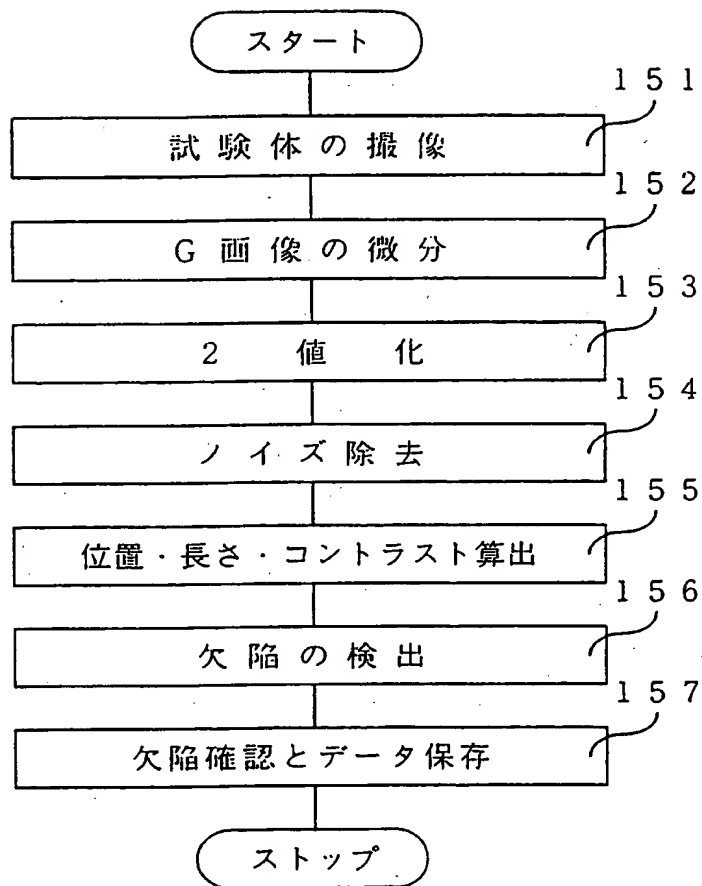 スタート
151
試験体の撮像
152
G画像の微分
153
2値化
154
ノイズ除去
155
位置・長さ・コントラスト算出
156
欠陥の検出
157
欠陥確認とデータ保存
ストップ